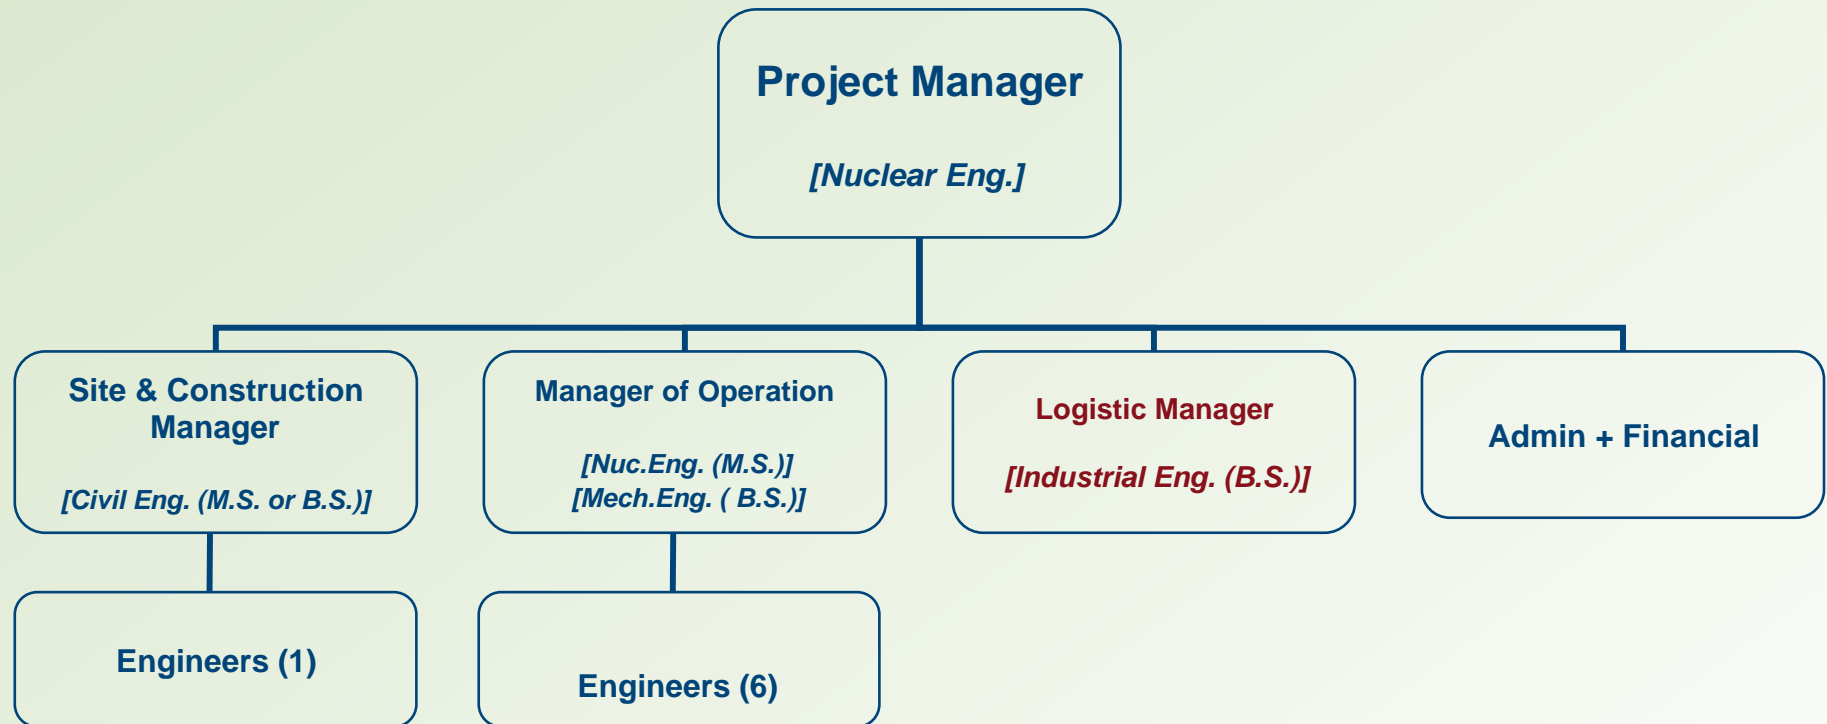 Project Manager
[Nuclear Eng.]
Site & Construction
Manager
[Civil Eng. (M.S. or B.S.)]
Manager of Operation
[Nuc.Eng. (M.S.)]
[Mech.Eng. ( B.S.)]
Logistic Manager
[Industrial Eng. (B.S.)]
Admin + Financial
Engineers (1)
Engineers (6)